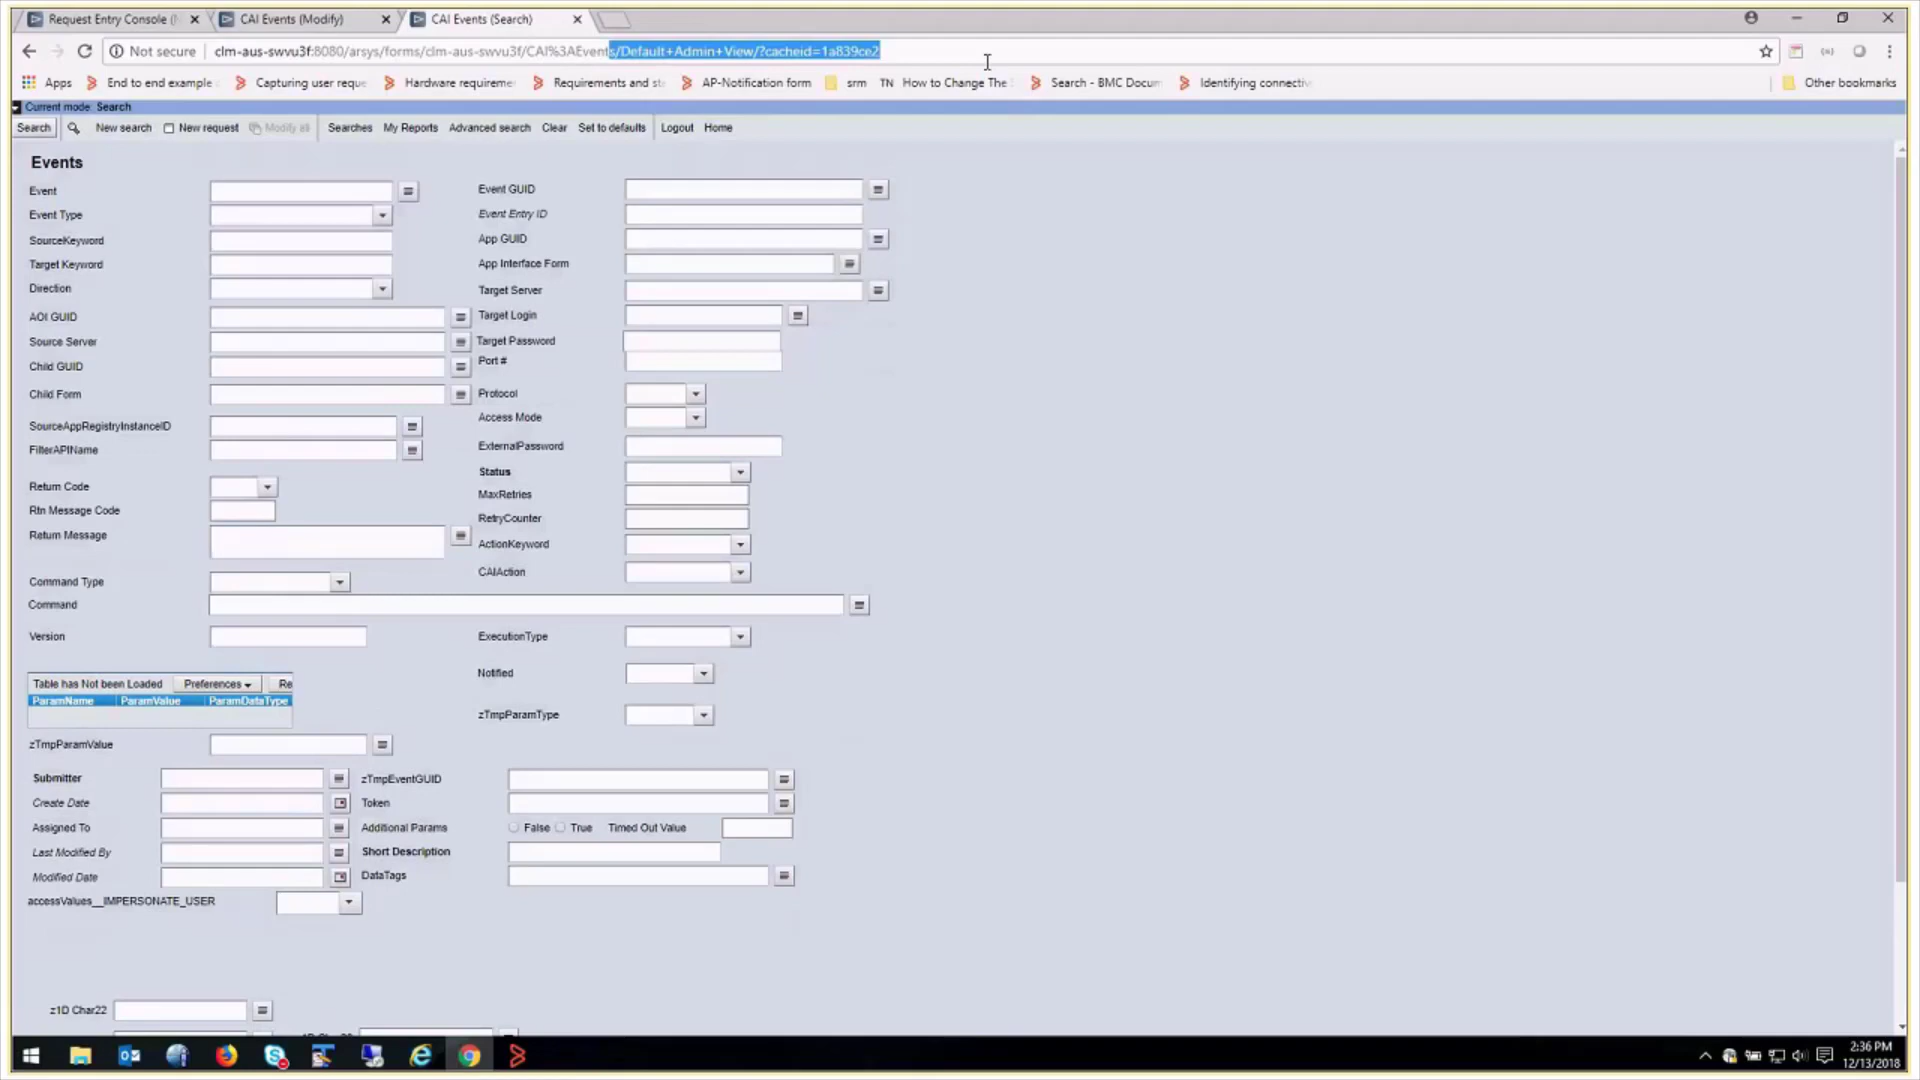 Request Entry Console (
CAI Events (Modify)
CAI Events (Search)
Not secure
clm-aus-swvu3f:8080/arsys/forms/clm-aus-swvu3f/CAI%3AEvents/Default+Admin+View/?cacheid=1a839ce2
Apps
End to end example
Capturing user reque
Hardware requireme
Requirements and st
AP-Notification form
srm
TN How to Change The
Search - BMC Docum
Identifying connectiv
Other bookmarks
Current mode: Search
Search
New search
New request
Modify all
Searches
My Reports
Advanced search
Clear
Set to defaults
Logout
Home
Events
Event
Event GUID
Event Type
Event Entry ID
SourceKeyword
App GUID
Target Keyword
App Interface Form
Direction
Target Server
AOI GUID
Target Login
Source Server
Target Password
Child GUID
Port #
Child Form
Protocol
Access Mode
SourceAppRegistryInstanceID
FilterAPIName
ExternalPassword
Status
Return Code
MaxRetries
Rtn Message Code
RetryCounter
Return Message
ActionKeyword
CAIAction
Command Type
Command
Version
ExecutionType
Notified
Table has Not been Loaded
Preferences
Re
ParamName
ParamValue
ParamDataType
zTmpParamType
zTmpParamValue
Submitter
zTmpEventGUID
Create Date
Token
Assigned To
Additional Params
False
True
Timed Out Value
Last Modified By
Short Description
Modified Date
DataTags
accessValues__IMPERSONATE_USER
z1D Char22
2:36 PM
12/13/2018